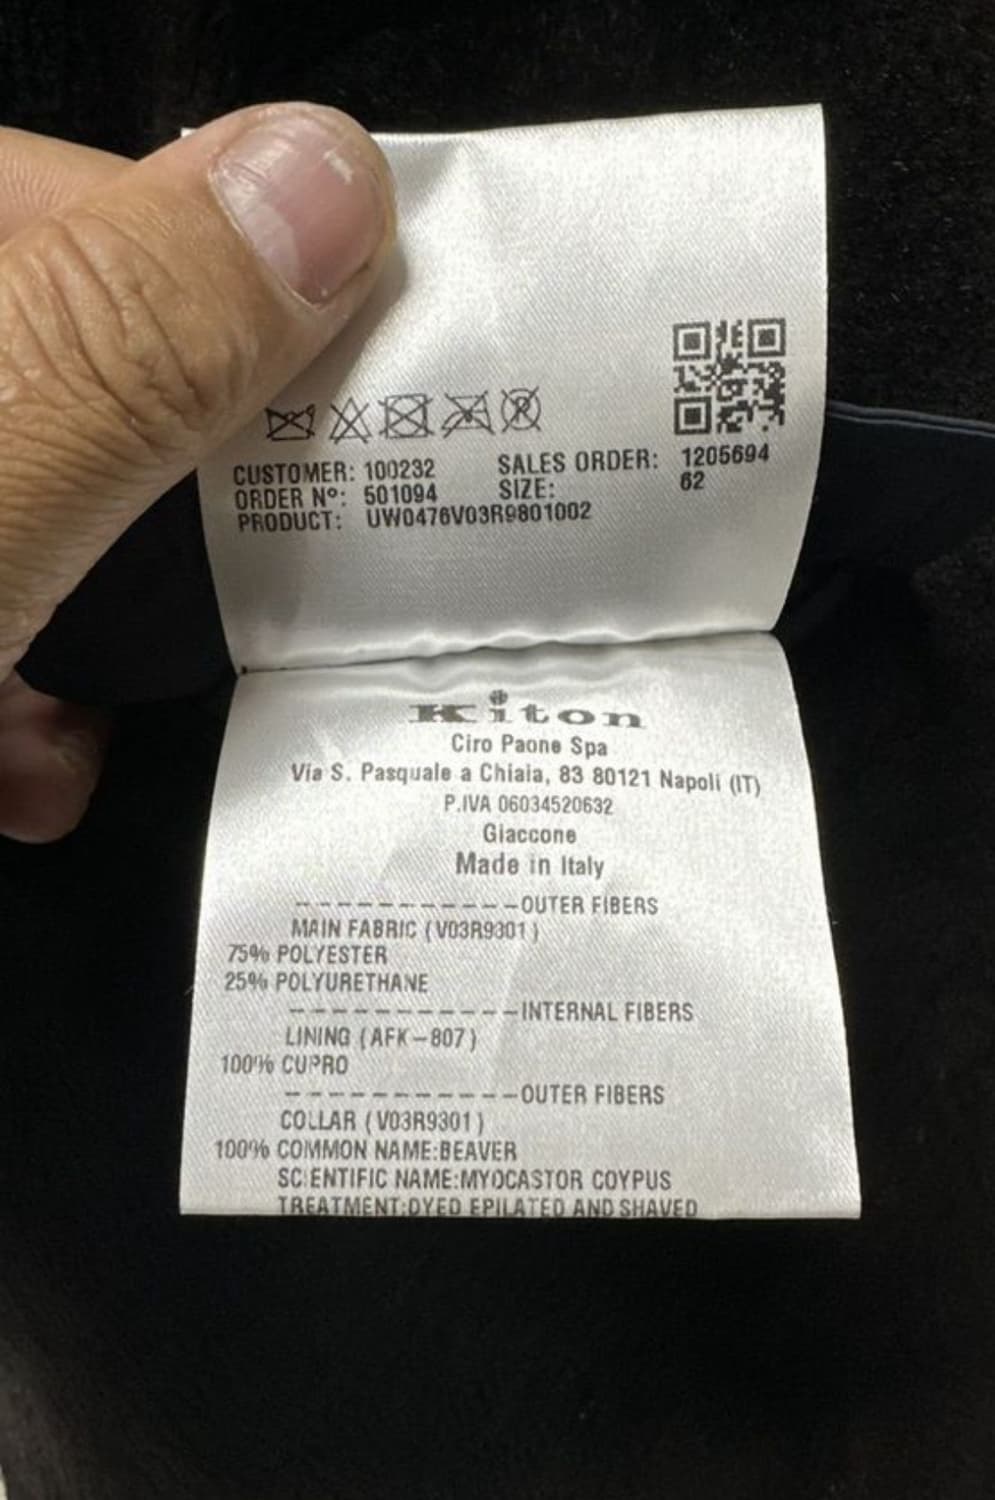 CUSTOMER: 100232 SALES ORDER: 1205694
ORDER Nº: 501094 SIZE: 62
PRODUCT: UW0476V03R9801002
Kiton
Ciro Paone Spa
Via S. Pasquale a Chiaia, 83 80121 Napoli (IT)
P.IVA 06034520632
Giaccone
Made in Italy
-----------OUTER FIBERS
MAIN FABRIC (V03R9301)
75% POLYESTER
25% POLYURETHANE
-----------INTERNAL FIBERS
LINING (AFK-807)
100% CUPRO
-----------OUTER FIBERS
COLLAR (V03R9301)
100% COMMON NAME:BEAVER
SCIENTIFIC NAME:MYOCASTOR COYPUS
TREATMENT:DYED EPILATED AND SHAVED